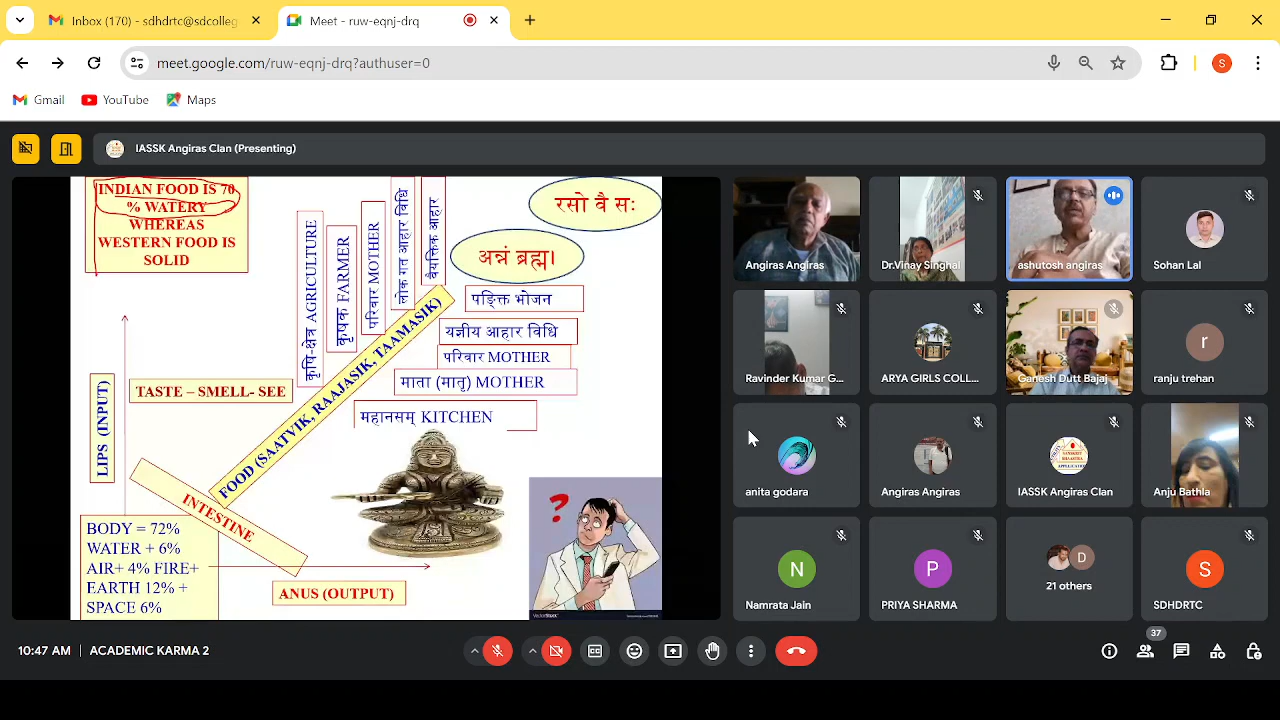 Inbox (170) - sdhdrtc@sdcolleg
Meet - ruw-eqnj-drq
meet.google.com/ruw-eqnj-drq?authuser=0
S
Gmail
YouTube
Maps
IASSK Angiras Clan (Presenting)
INDIAN FOOD IS 70
% WATERY
WHEREAS
WESTERN FOOD IS
SOLID
रसो वै सः
अन्नं ब्रह्म।
कृषि-क्षेत्र AGRICULTURE
कृषक FARMER
परिवार MOTHER
लोक गत आहार विधि
वैयक्तिक आहार
पङ्क्ति भोजन
यज्ञीय आहार विधि
परिवार MOTHER
माता (मातृ) MOTHER
महानसम् KITCHEN
FOOD (SAATVIK, RAAJASIK, TAAMASIK)
TASTE – SMELL- SEE
LIPS (INPUT)
INTESTINE
BODY = 72%
WATER + 6%
AIR+ 4% FIRE+
EARTH 12% +
SPACE 6%
ANUS (OUTPUT)
?
VectorStock
Angiras Angiras
Dr.Vinay Singhal
ashutosh angiras
Sohan Lal
Ravinder Kumar G...
ARYA GIRLS COLL...
Ganesh Dutt Bajaj
r
ranju trehan
anita godara
Angiras Angiras
IASSK Angiras Clan
Anju Bathla
N
Namrata Jain
P
PRIYA SHARMA
D
21 others
S
SDHDRTC
10:47 AM
ACADEMIC KARMA 2
37